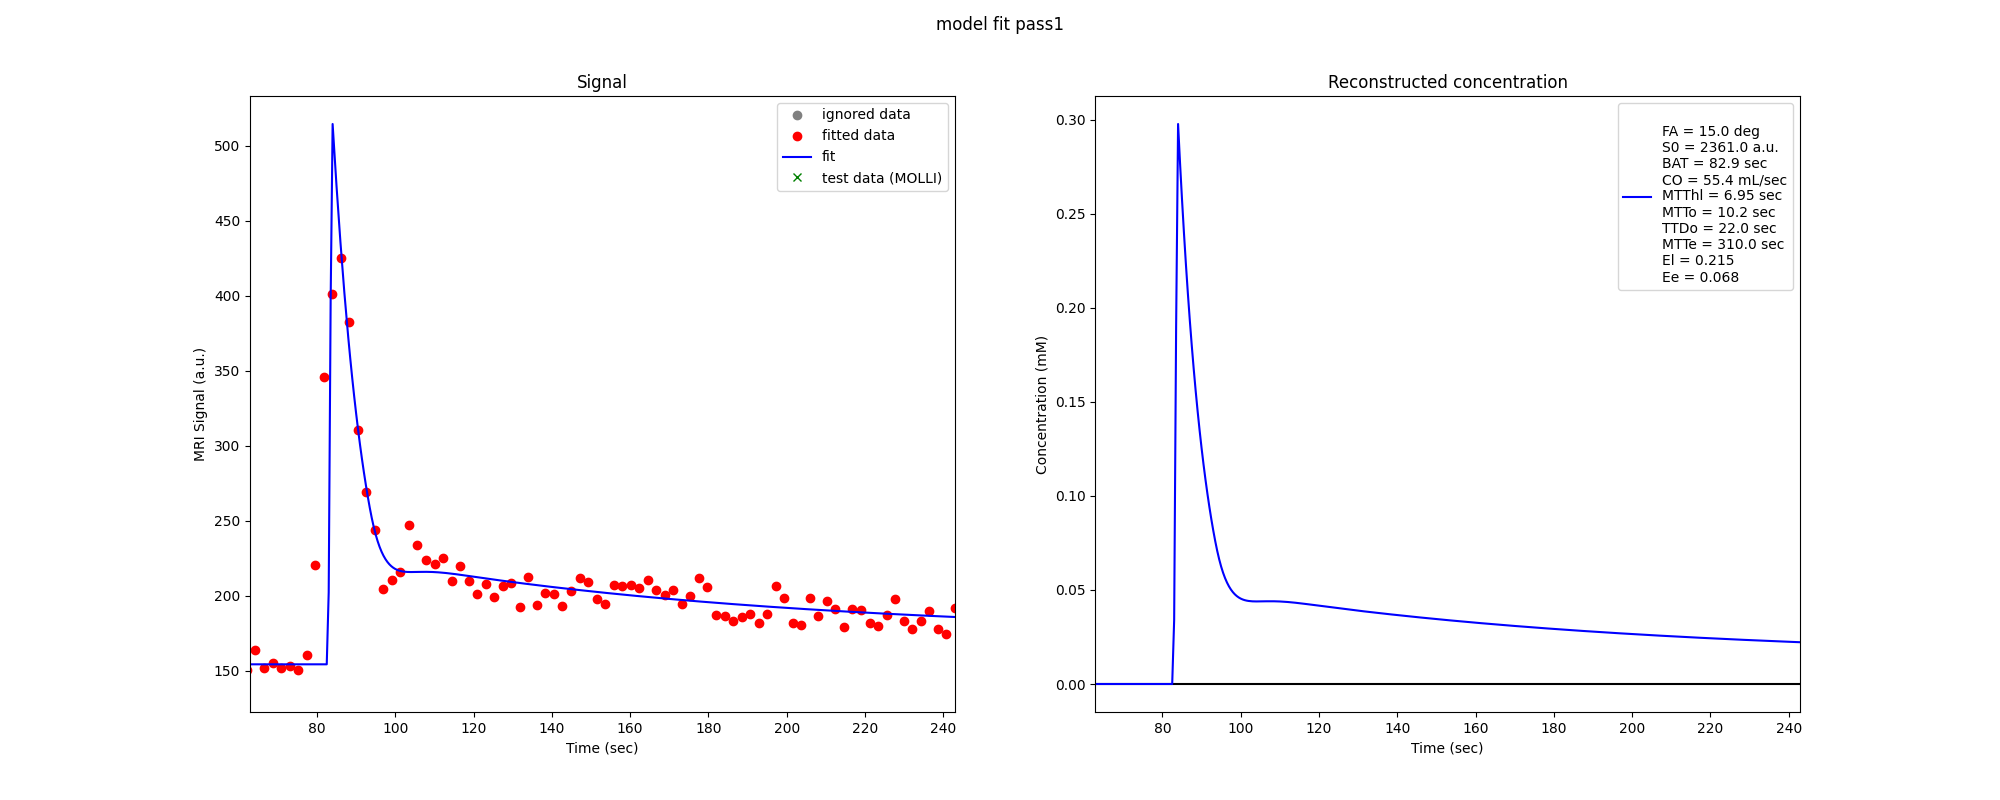 model fit pass1
Signal
MRI Signal (a.u.)
500
450
400
350
300
250
200
150
80 100 120 140 160 180 200 220 240
Time (sec)
ignored data
fitted data
fit
test data (MOLLI)
Reconstructed concentration
Concentration (mM)
0.30
0.25
0.20
0.15
0.10
0.05
0.00
80 100 120 140 160 180 200 220 240
Time (sec)
FA = 15.0 deg
S0 = 2361.0 a.u.
BAT = 82.9 sec
CO = 55.4 mL/sec
MTThl = 6.95 sec
MTTo = 10.2 sec
TTDo = 22.0 sec
MTTe = 310.0 sec
El = 0.215
Ee = 0.068